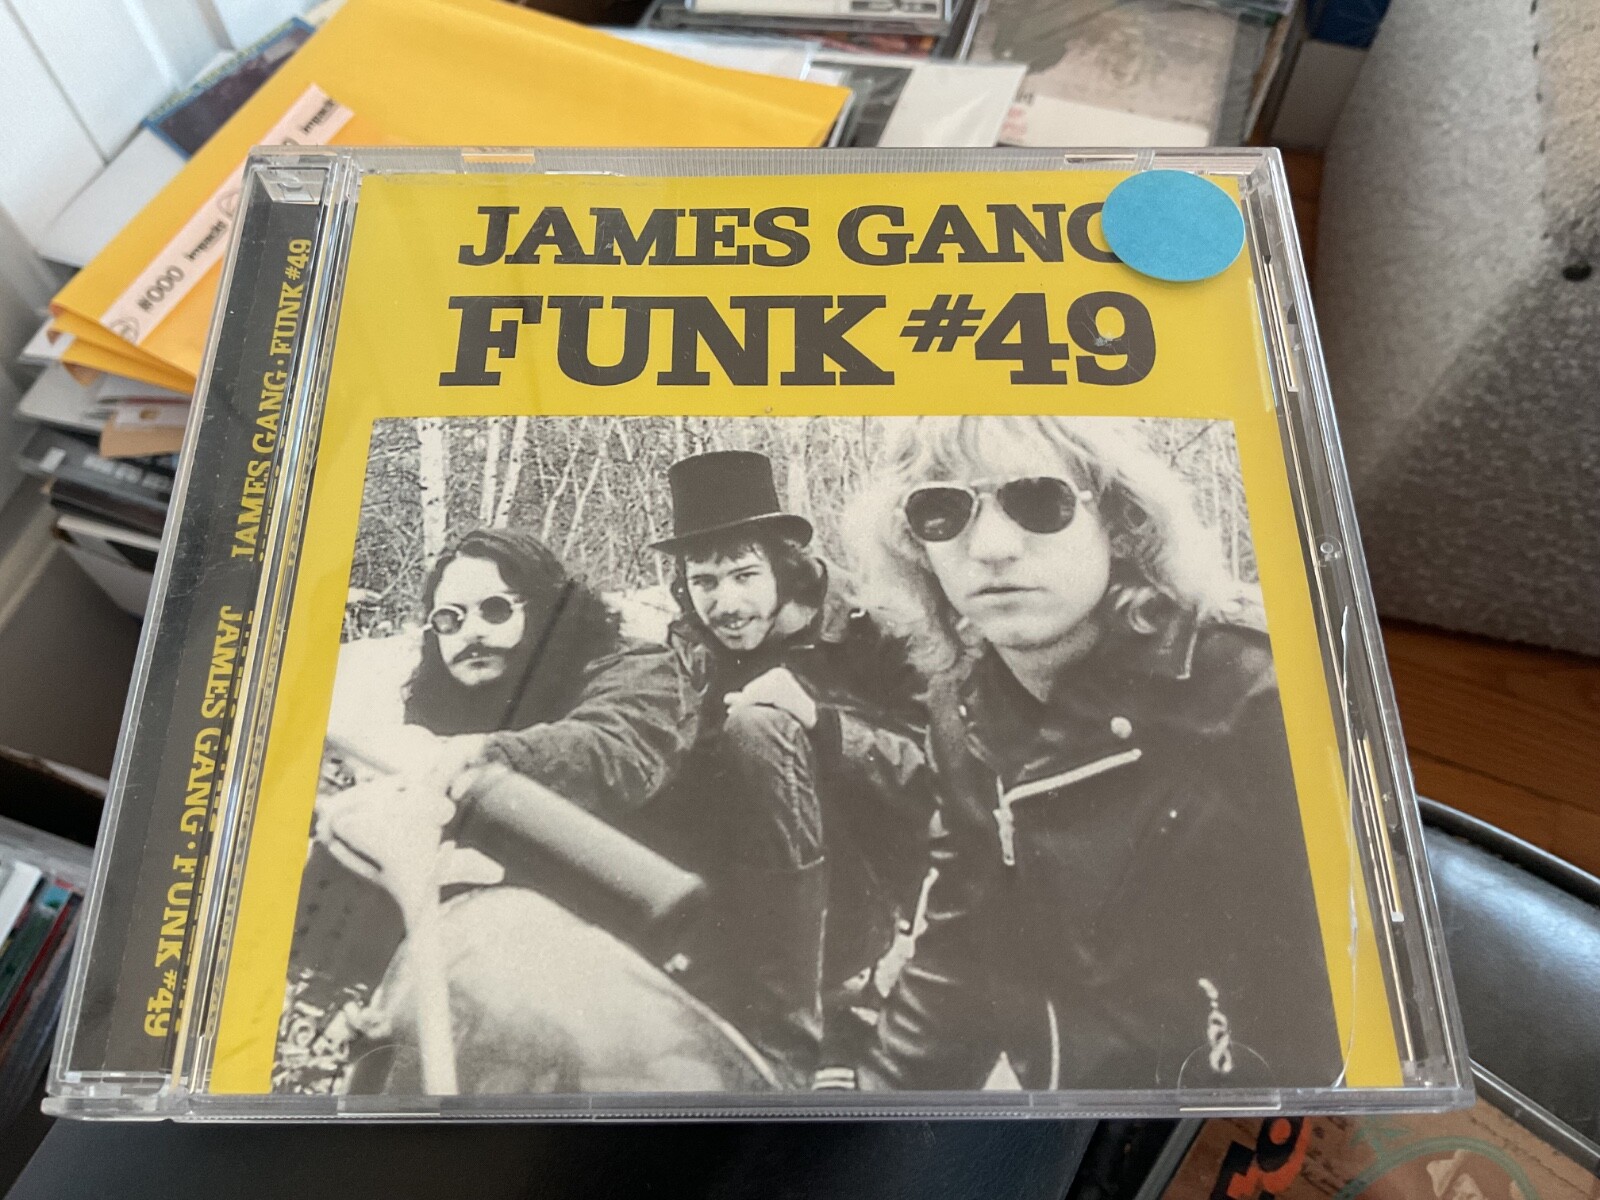 JAMES GANG
FUNK #49
JAMES GANG · FUNK #49
JAMES GANG · FUNK #49
#000